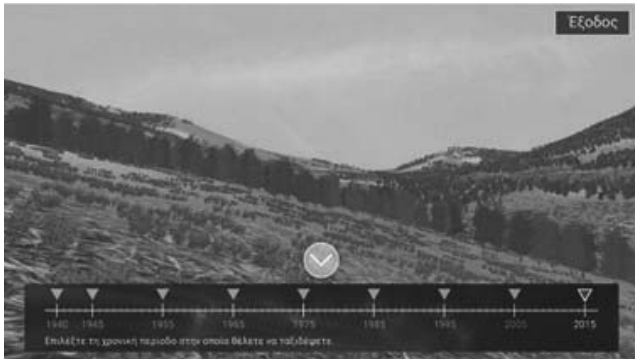 Έξοδος
1940 1945 1955 1965 1975 1985 1995 2005 2015
Επιλέξτε τη χρονική περίοδο στην οποία θέλετε να ταξιδέψετε.